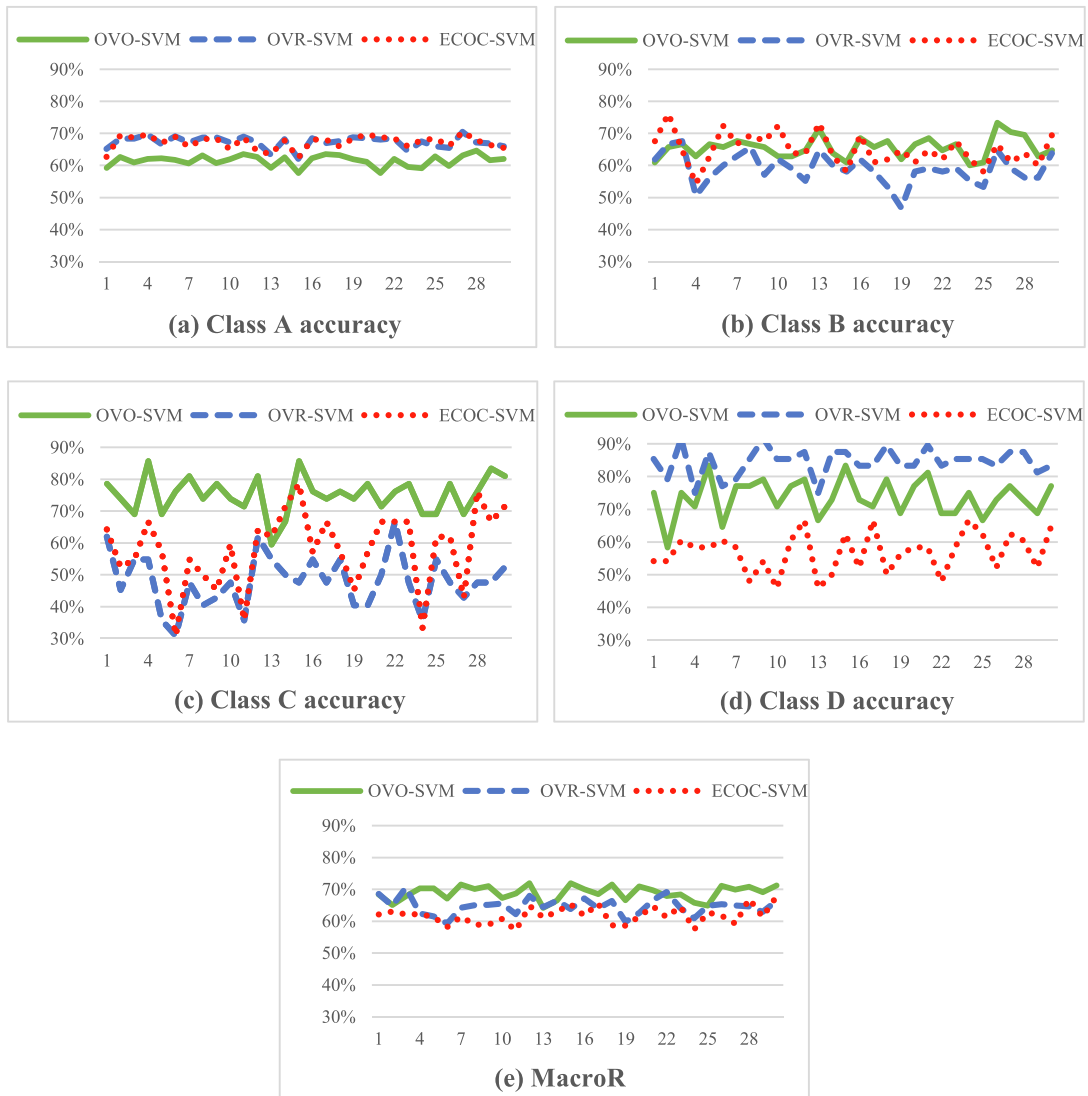 OVO-SVM OVR-SVM ECOC-SVM
90%
80%
70%
60%
50%
40%
30%
1 4 7 10 13 16 19 22 25 28
(a) Class A accuracy
OVO-SVM OVR-SVM ECOC-SVM
90%
80%
70%
60%
50%
40%
30%
1 4 7 10 13 16 19 22 25 28
(b) Class B accuracy
OVO-SVM OVR-SVM ECOC-SVM
90%
80%
70%
60%
50%
40%
30%
1 4 7 10 13 16 19 22 25 28
(c) Class C accuracy
OVO-SVM OVR-SVM ECOC-SVM
90%
80%
70%
60%
50%
40%
30%
1 4 7 10 13 16 19 22 25 28
(d) Class D accuracy
OVO-SVM OVR-SVM ECOC-SVM
90%
80%
70%
60%
50%
40%
30%
1 4 7 10 13 16 19 22 25 28
(e) MacroR